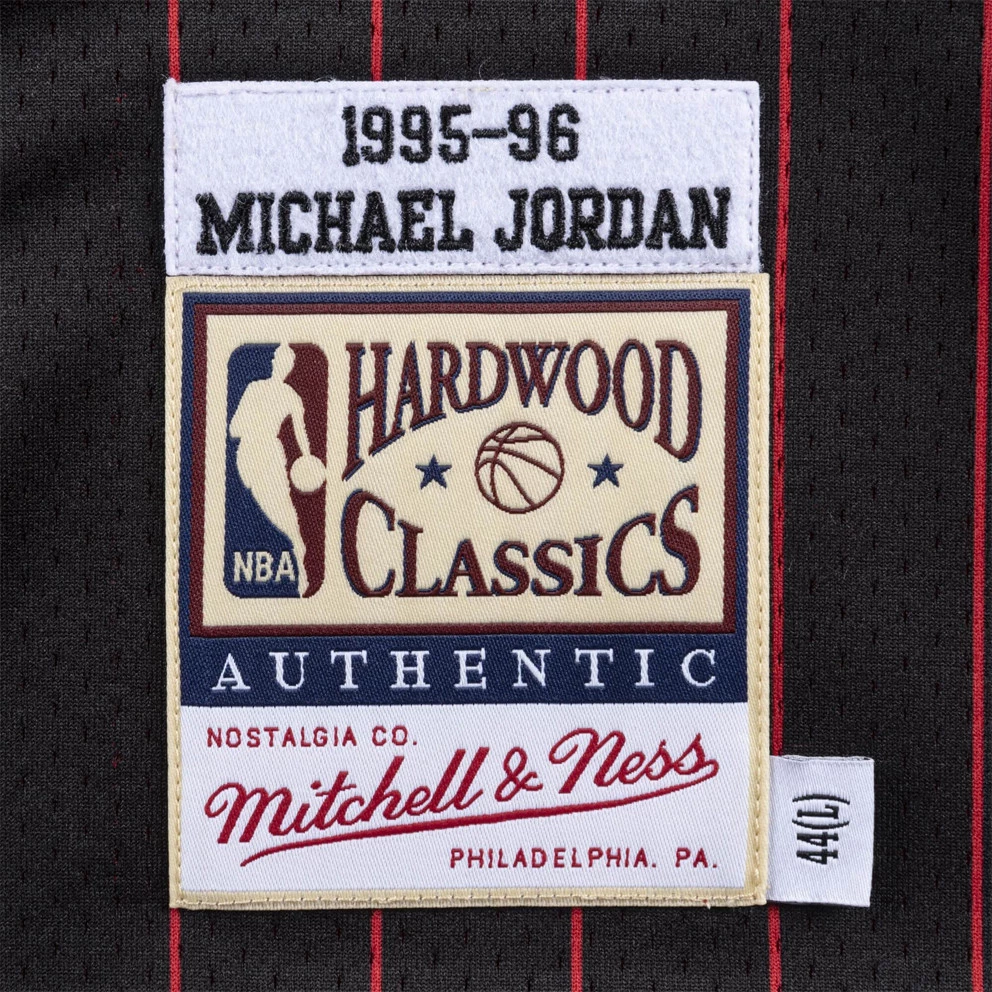 1995-96
MICHAEL JORDAN
HARDWOOD
CLASSICS
NBA
AUTHENTIC
NOSTALGIA CO.
Mitchell & Ness
PHILADELPHIA. PA.
44(L)